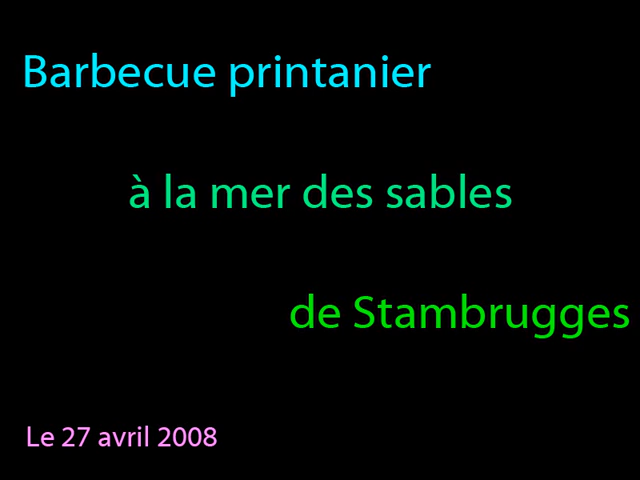 Barbecue printanier
à la mer des sables
de Stambrugges
Le 27 avril 2008